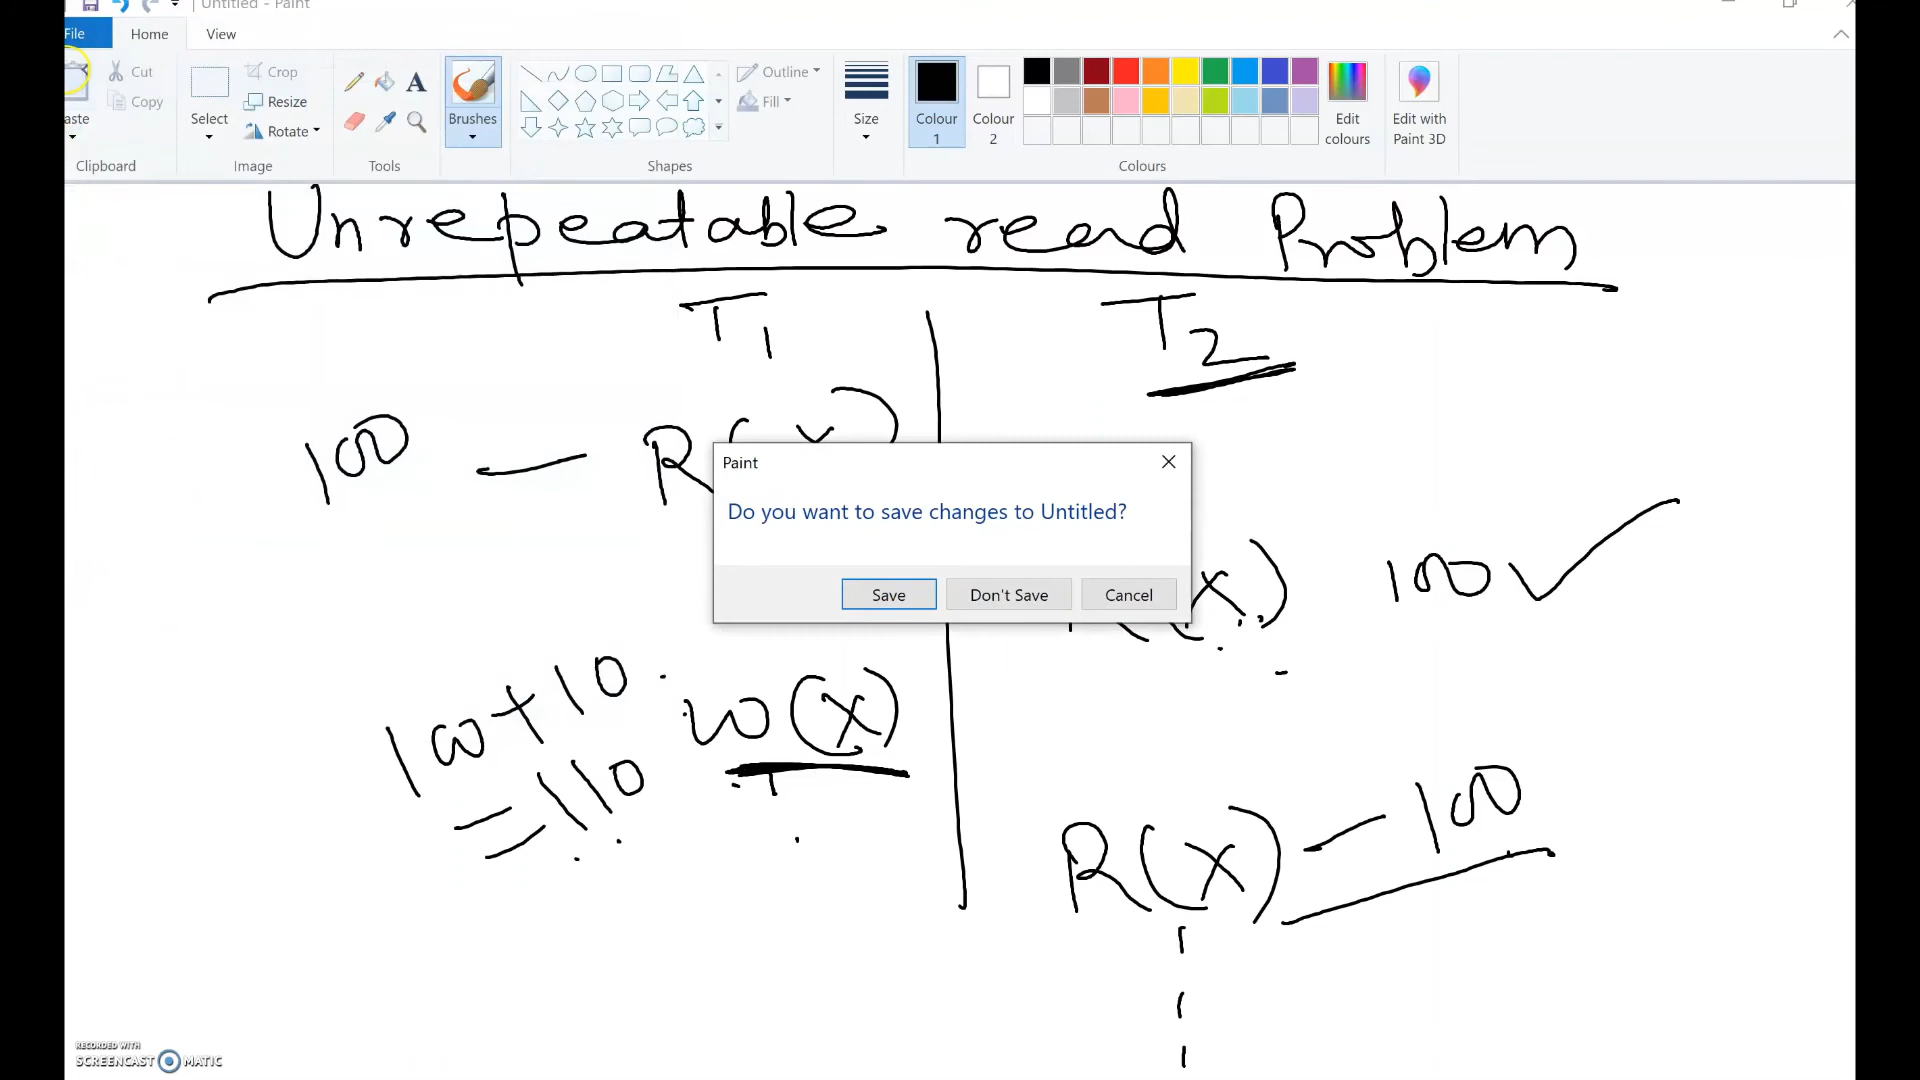 Untitled - Paint
File Home View
aste
Cut
Copy
Clipboard
Select
Crop
Resize
Rotate
Image
Tools
Brushes
Outline
Fill
Shapes
Size
Colour 1
Colour 2
Edit colours
Edit with Paint 3D
Colours
Unrepeatable read Problem
T1 T2
100 — R(x)
Paint
Do you want to save changes to Untitled?
Save Don't Save Cancel
(x) 100 ✓
100+10 w(x)
=110
R(x) — 100
RECORDED WITH
SCREENCAST MATIC